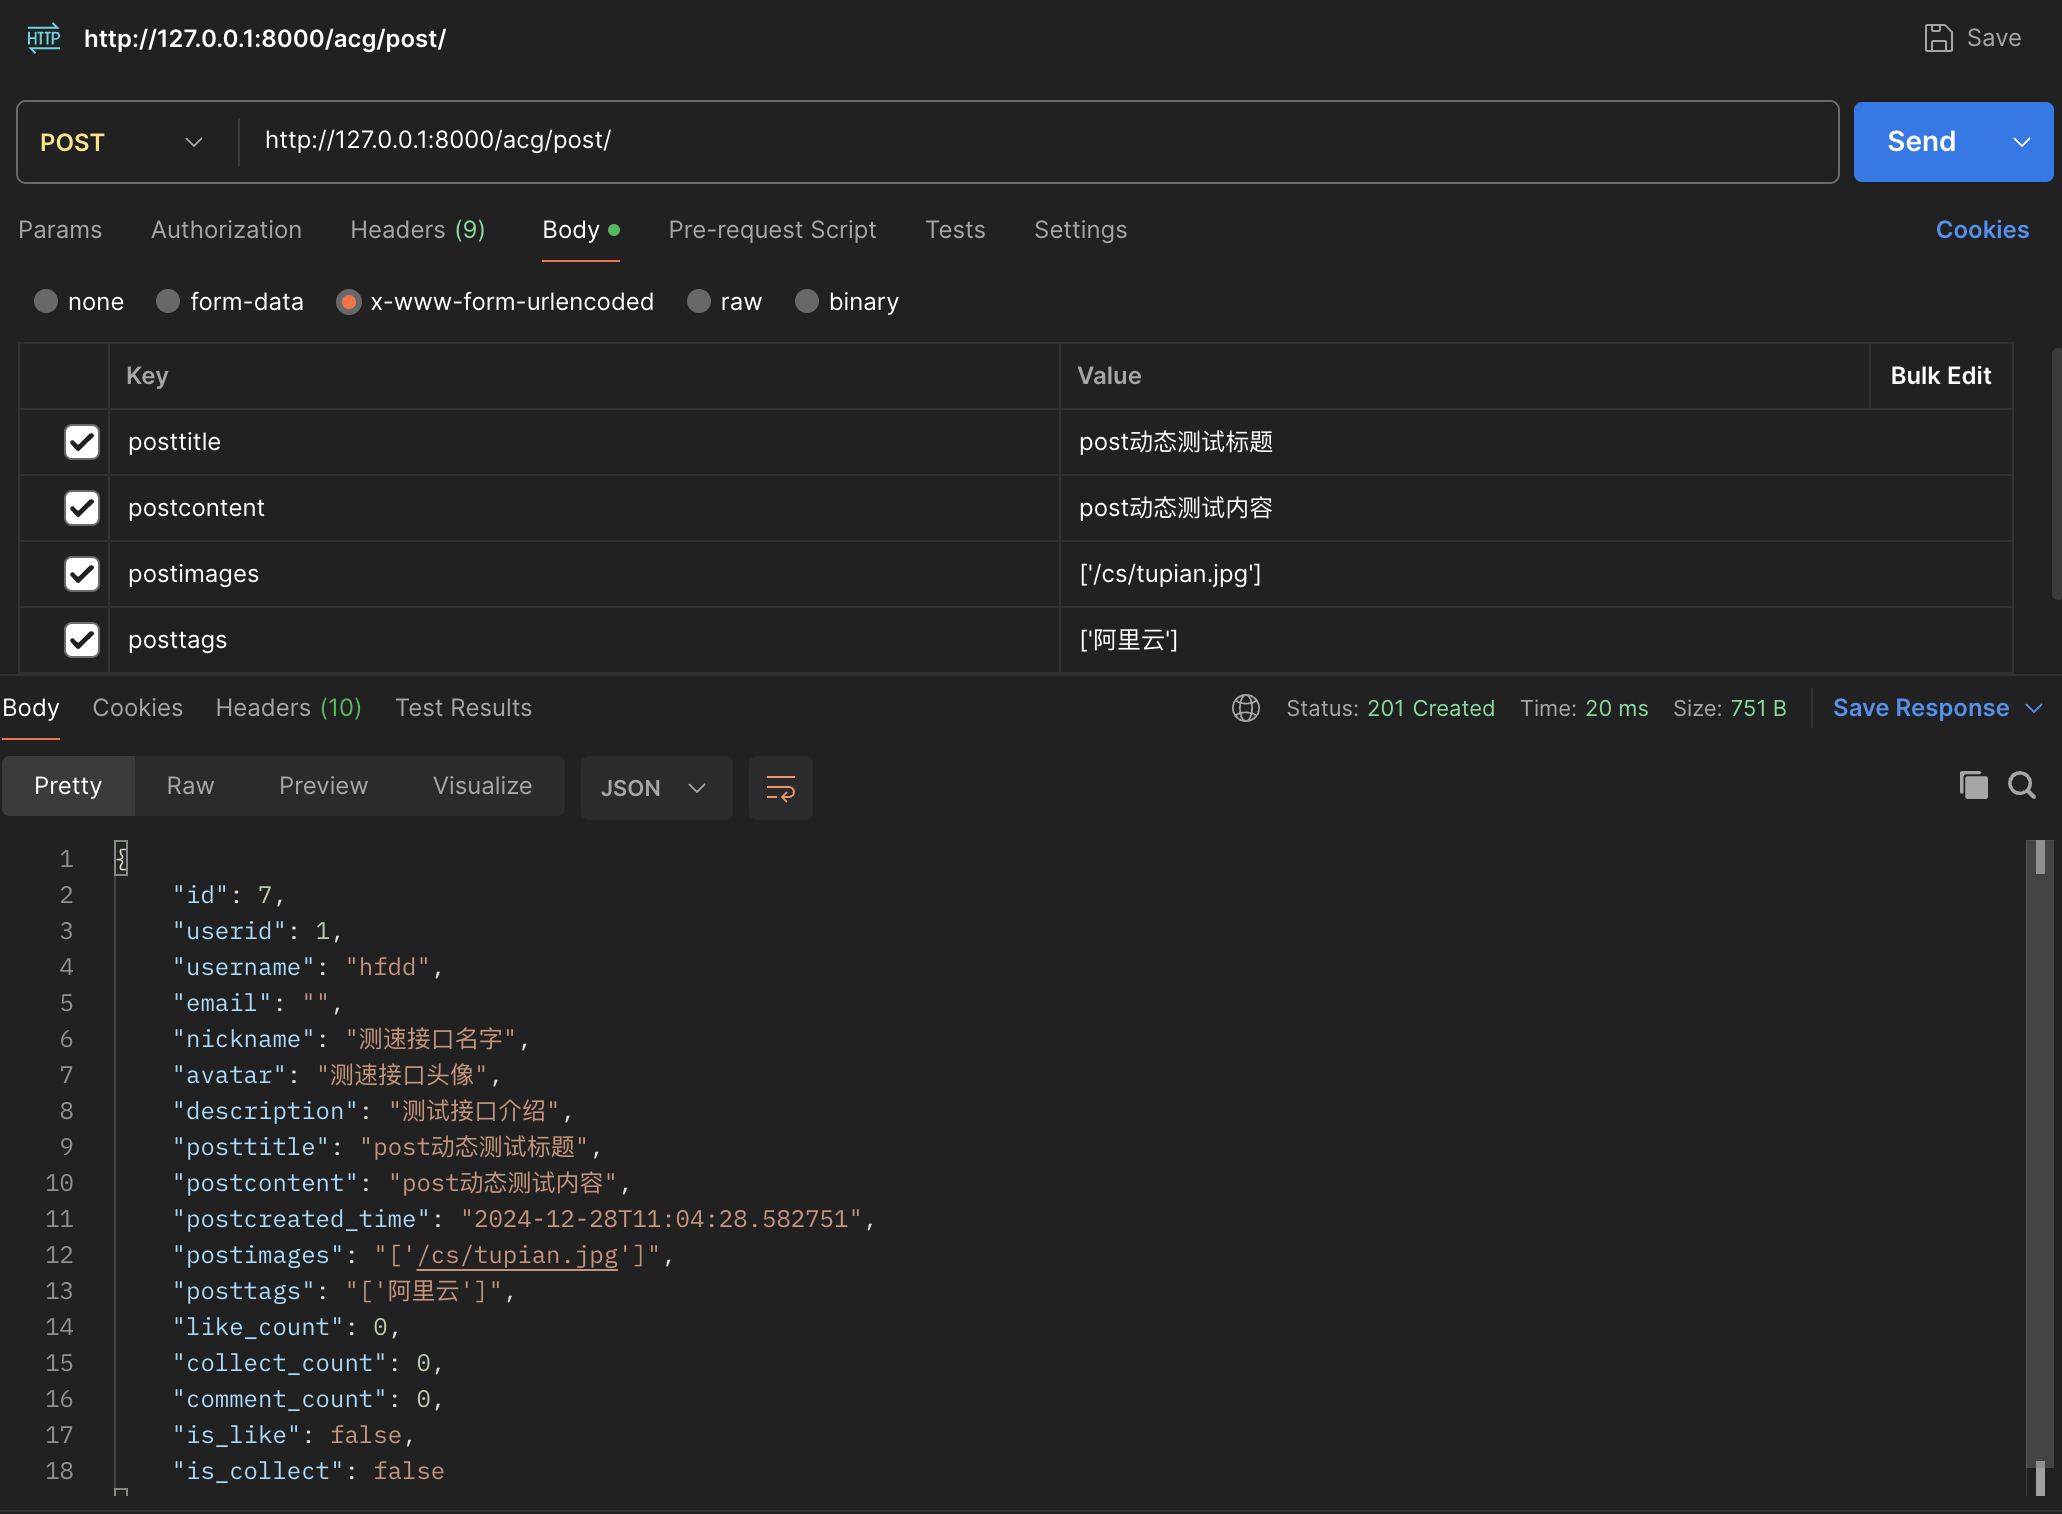 HTTP http://127.0.0.1:8000/acg/post/ Save
POST http://127.0.0.1:8000/acg/post/ Send
Params Authorization Headers (9) Body Pre-request Script Tests Settings Cookies
none form-data x-www-form-urlencoded raw binary
Key Value Bulk Edit
posttitle post动态测试标题
postcontent post动态测试内容
postimages ['/cs/tupian.jpg']
posttags ['阿里云']
Body Cookies Headers (10) Test Results Status: 201 Created Time: 20 ms Size: 751 B Save Response
Pretty Raw Preview Visualize JSON
1 {
2 "id": 7,
3 "userid": 1,
4 "username": "hfdd",
5 "email": "",
6 "nickname": "测速接口名字",
7 "avatar": "测速接口头像",
8 "description": "测试接口介绍",
9 "posttitle": "post动态测试标题",
10 "postcontent": "post动态测试内容",
11 "postcreated_time": "2024-12-28T11:04:28.582751",
12 "postimages": "['/cs/tupian.jpg']",
13 "posttags": "['阿里云']",
14 "like_count": 0,
15 "collect_count": 0,
16 "comment_count": 0,
17 "is_like": false,
18 "is_collect": false